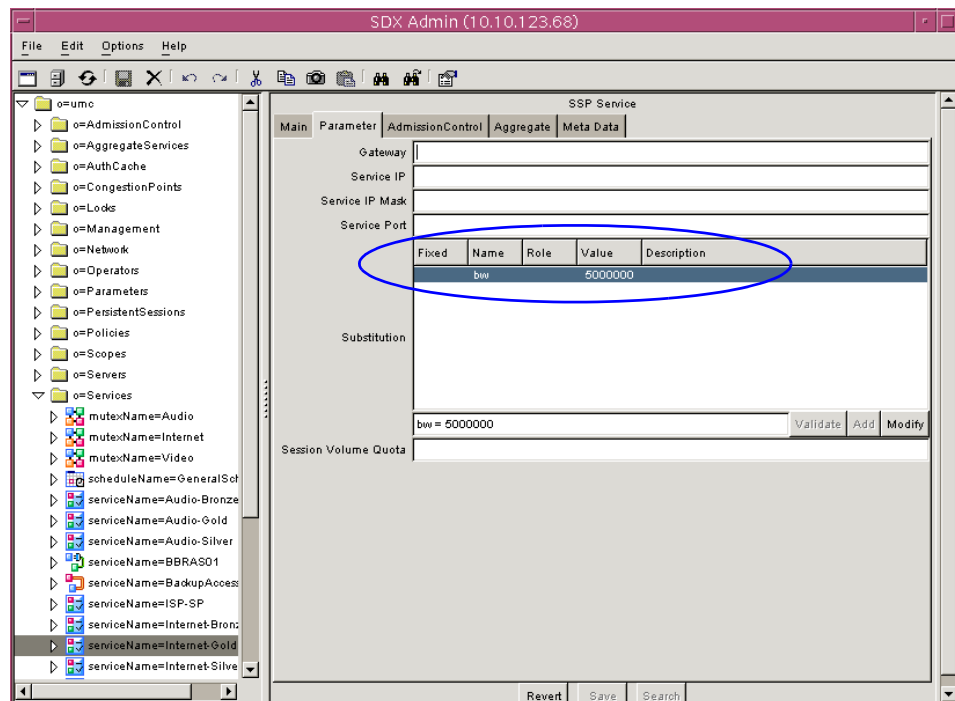 SDX Admin (10.10.123.68)
File Edit Options Help
o=umc
o=AdmissionControl
o=AggregateServices
o=AuthCache
o=CongestionPoints
o=Locks
o=Management
o=Network
o=Operators
o=Parameters
o=PersistentSessions
o=Policies
o=Scopes
o=Servers
o=Services
mutexName=Audio
mutexName=Internet
mutexName=Video
scheduleName=GeneralSch
serviceName=Audio-Bronze
serviceName=Audio-Gold
serviceName=Audio-Silver
serviceName=BBRAS01
serviceName=BackupAccess
serviceName=ISP-SP
serviceName=Internet-Bronz
serviceName=Internet-Gold
serviceName=Internet-Silve
SSP Service
Main Parameter AdmissionControl Aggregate Meta Data
Gateway
Service IP
Service IP Mask
Service Port
Fixed Name Role Value Description
bw 5000000
Substitution
bw = 5000000 Validate Add Modify
Session Volume Quota
Revert Save Search